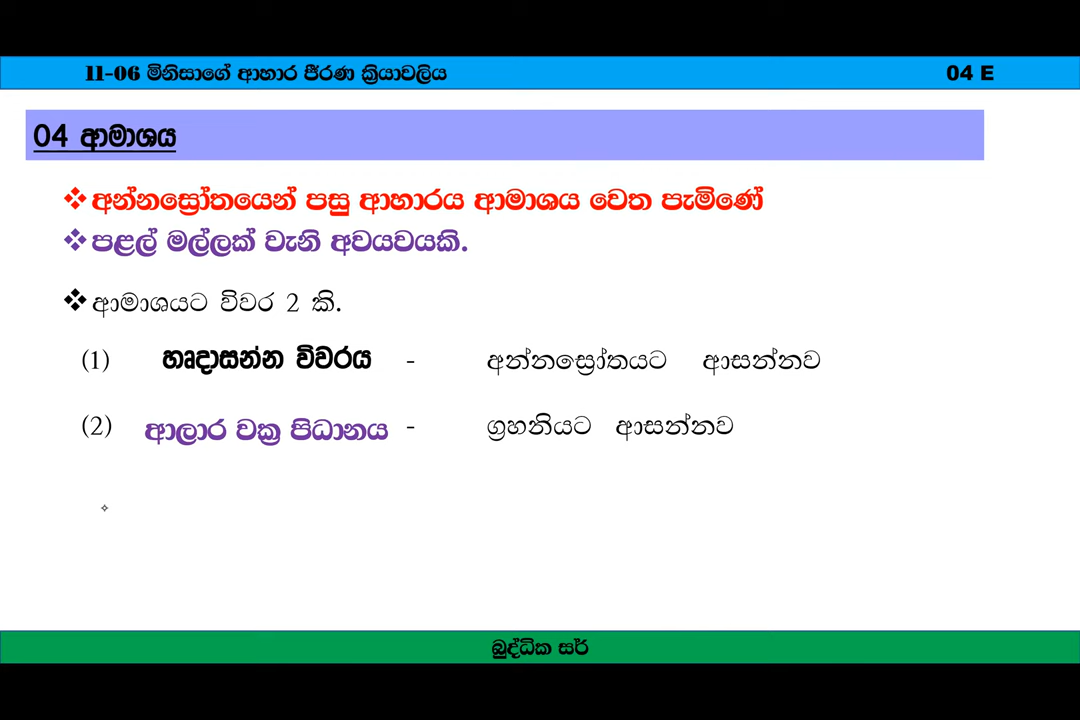 11-06 මිනිසාගේ ආහාර ජීරණ ක්‍රියාවලිය 04 E
04 ආමාශය
❖ අන්නස්‍රෝතයෙන් පසු ආහාරය ආමාශය වෙත පැමිණේ
❖ පළල් මල්ලක් වැනි අවයවයකි.
❖ ආමාශයට විවර 2 කි.
(1) හෘදාසන්න විවරය - අන්නස්‍රෝතයට ආසන්නව
(2) ආලාර වක්‍ර පිධානය - ග්‍රහනියට ආසන්නව
බුද්ධික සර්